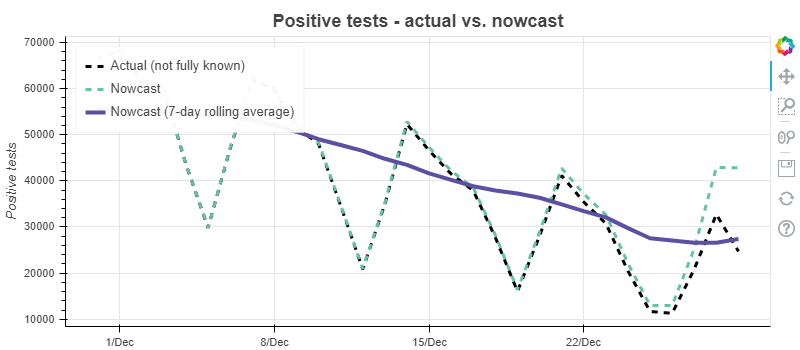 Positive tests - actual vs. nowcast
70000
60000
50000
40000
30000
20000
10000
Positive tests
Actual (not fully known)
Nowcast
Nowcast (7-day rolling average)
1/Dec
8/Dec
15/Dec
22/Dec